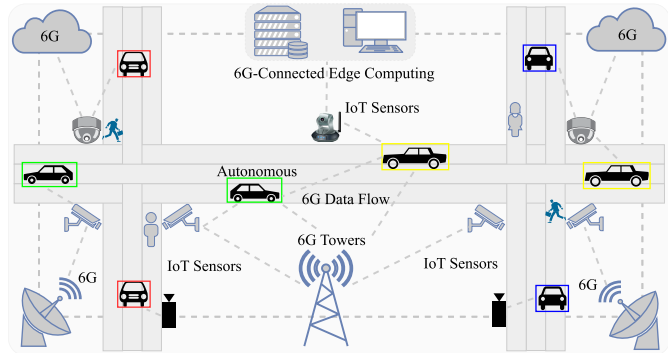 6G
6G
6G-Connected Edge Computing
IoT Sensors
Autonomous
6G Data Flow
6G Towers
IoT Sensors
IoT Sensors
6G
6G